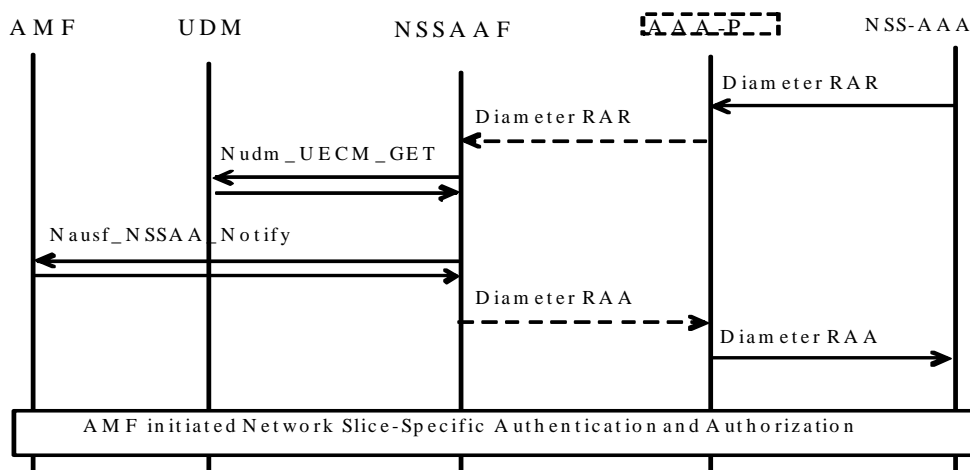 AMF UDM NSSAAF AAA-P NSS-AAA
Diameter RAR
Diameter RAR
Nudm_UECM_GET
Nausf_NSSAA_Notify
Diameter RAA
Diameter RAA
AMF initiated Network Slice-Specific Authentication and Authorization